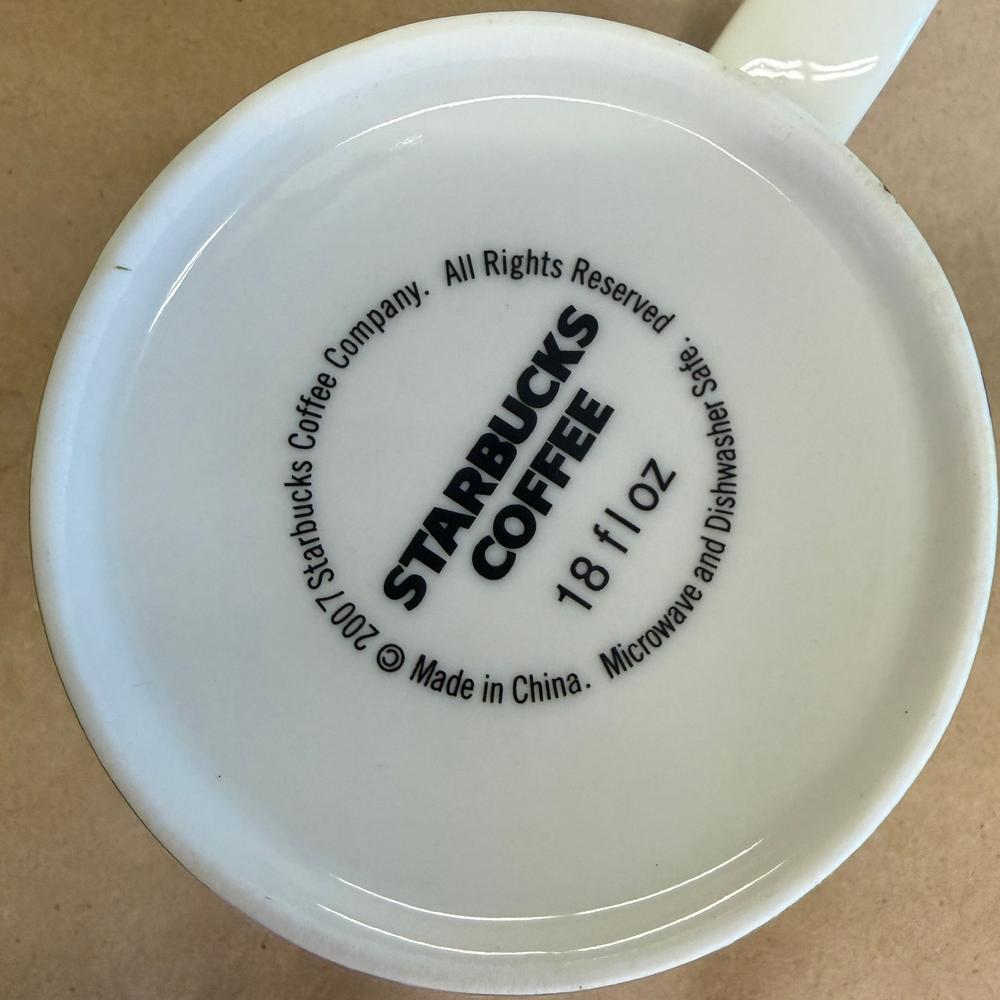 © 2007 Starbucks Coffee Company. All Rights Reserved
STARBUCKS
COFFEE
18 fl oz
Made in China. Microwave and Dishwasher Safe.